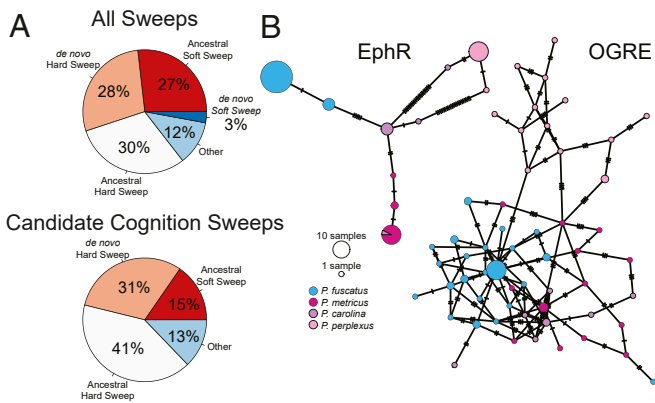 A
All Sweeps
de novo
Hard Sweep
Ancestral
Soft Sweep
28%
27%
de novo
Soft Sweep
3%
12%
Other
30%
Ancestral
Hard Sweep
Candidate Cognition Sweeps
de novo
Hard Sweep
Ancestral
Soft Sweep
31%
15%
13%
Other
41%
Ancestral
Hard Sweep
B
EphR
OGRE
10 samples
1 sample
P. fuscatus
P. metricus
P. carolina
P. perplexus